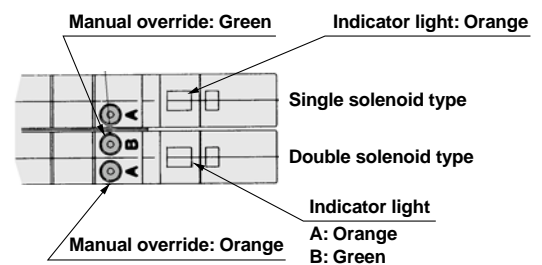 Manual override: Green
Indicator light: Orange
A
Single solenoid type
B
Double solenoid type
A
Indicator light
A: Orange
Manual override: Orange
B: Green